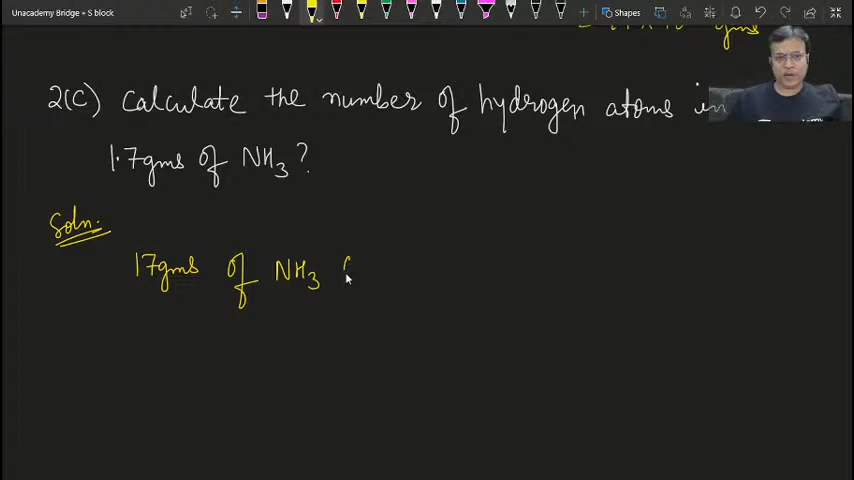 Unacademy Bridge • S block
Shapes
2(C) Calculate the number of hydrogen atoms in
1.7gms of NH3 ?
Soln.
17gms of NH3